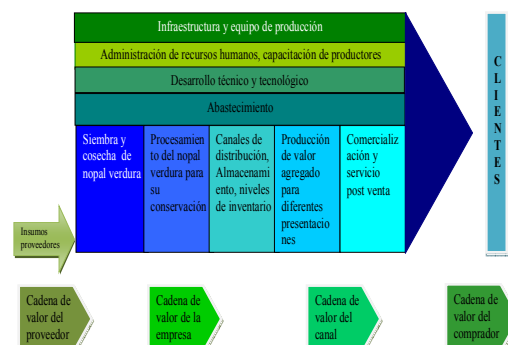 Infraestructura y equipo de producción
Administración de recursos humanos, capacitación de productores
Desarrollo técnico y tecnológico
Abastecimiento
Siembra y
cosecha de
nopal verdura
Procesamien
to del nopal
verdura para
su
conservación
Canales de
distribución,
Almacenami
ento, niveles
de inventario
Producción
de valor
agregado
para
diferentes
presentacio
nes
Comercializ
ación y
servicio
post venta
C
L
I
E
N
T
E
S
Insumos
proveedores
Cadena de
valor del
proveedor
Cadena de
valor de la
empresa
Cadena de
valor del
canal
Cadena de
valor del
comprador